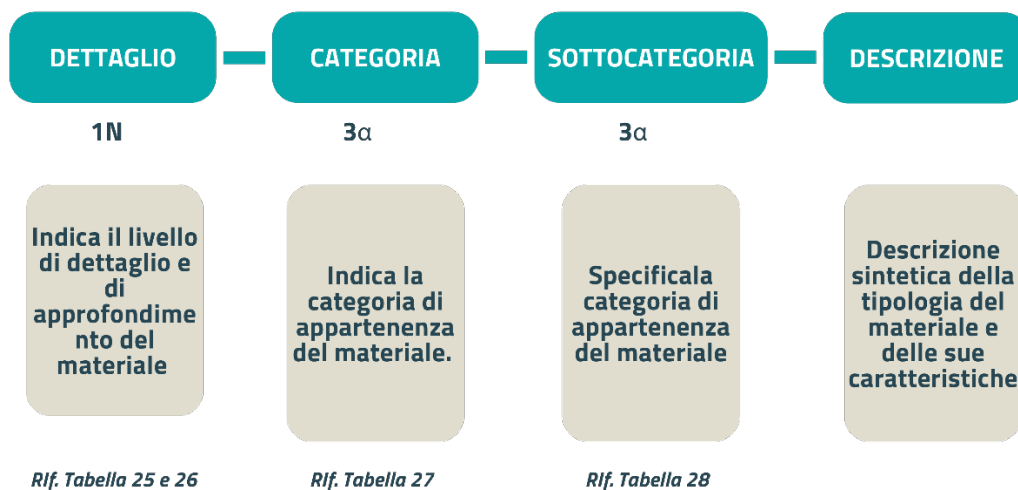 DETTAGLIO
CATEGORIA
SOTTOCATEGORIA
DESCRIZIONE
1N
3α
3α
Indica il livello
di dettaglio e
di
approfondime
nto del
materiale
Indica la
categoria di
appartenenza
del materiale.
Specificala
categoria di
appartenenza
del materiale
Descrizione
sintetica della
tipologia del
materiale e
delle sue
caratteristiche
RIf. Tabella 25 e 26
RIf. Tabella 27
RIf. Tabella 28